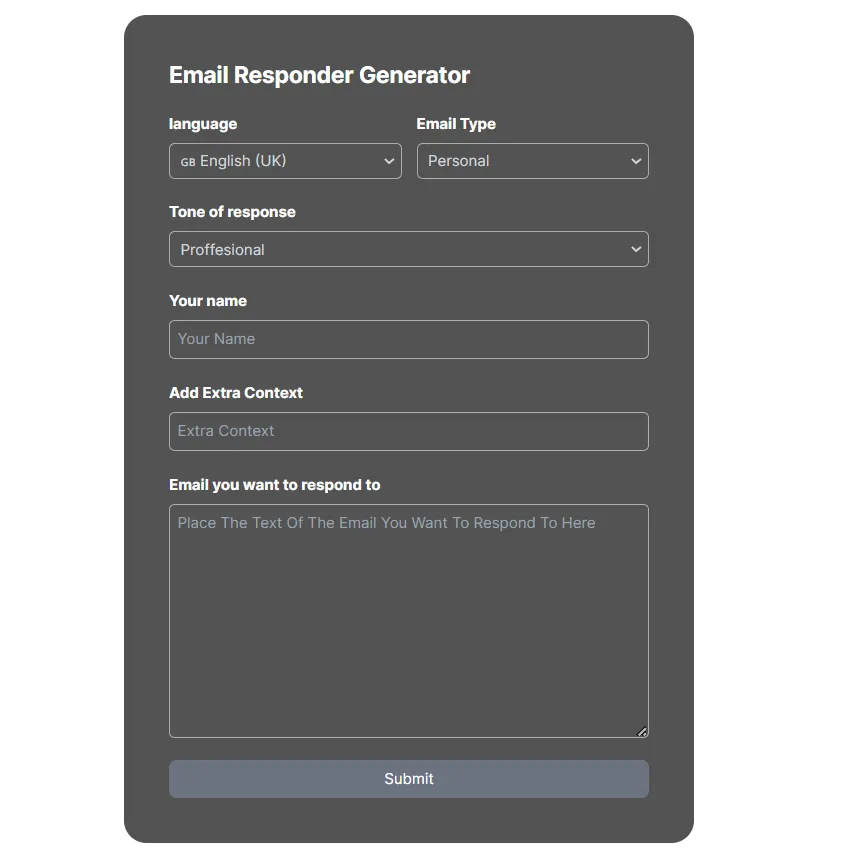 Email Responder Generator
language Email Type
GB English (UK) Personal
Tone of response
Proffesional
Your name
Your Name
Add Extra Context
Extra Context
Email you want to respond to
Place The Text Of The Email You Want To Respond To Here
Submit